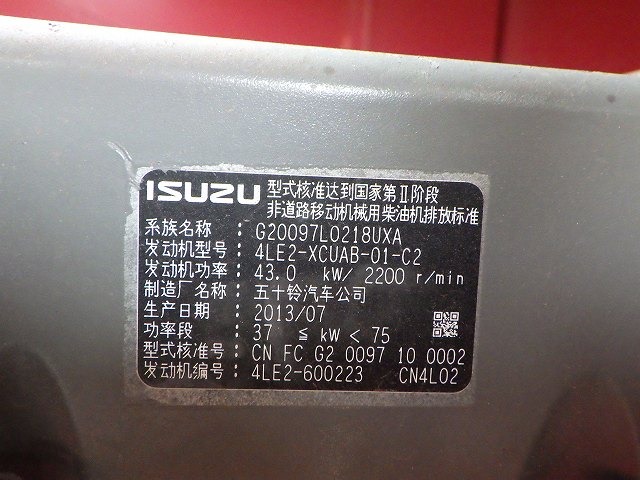 ISUZU 型式核准达到国家第Ⅱ阶段
非道路移动机械用柴油机排放标准
系族名称 : G20097L0218UXA
发动机型号 : 4LE2-XCUAB-01-C2
发动机功率 : 43.0 kW/ 2200 r/min
制造厂名称 : 五十铃汽车公司
生产日期 : 2013/07
功率段 : 37 ≦ kW < 75
型式核准号 : CN FC G2 0097 10 0002
发动机编号 : 4LE2-600223 CN4L02